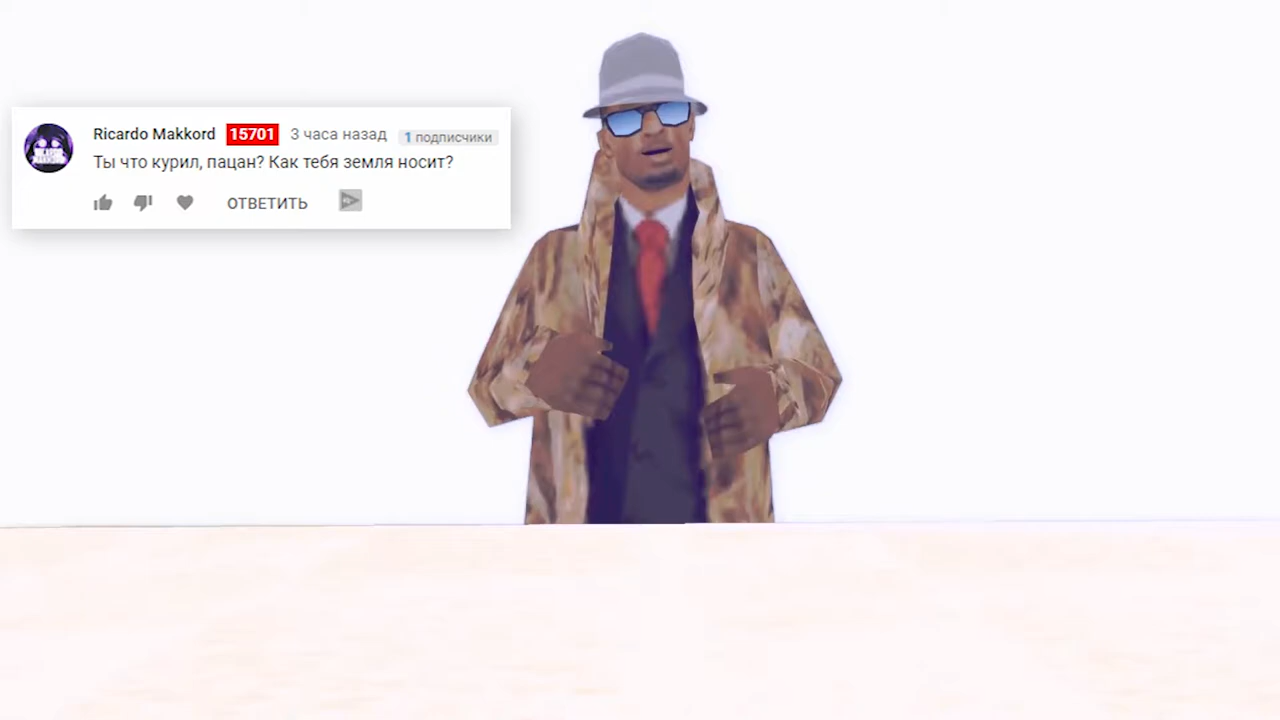 Ricardo Makkord 15701 3 часа назад 1 подписчики
Ты что курил, пацан? Как тебя земля носит?
ОТВЕТИТЬ